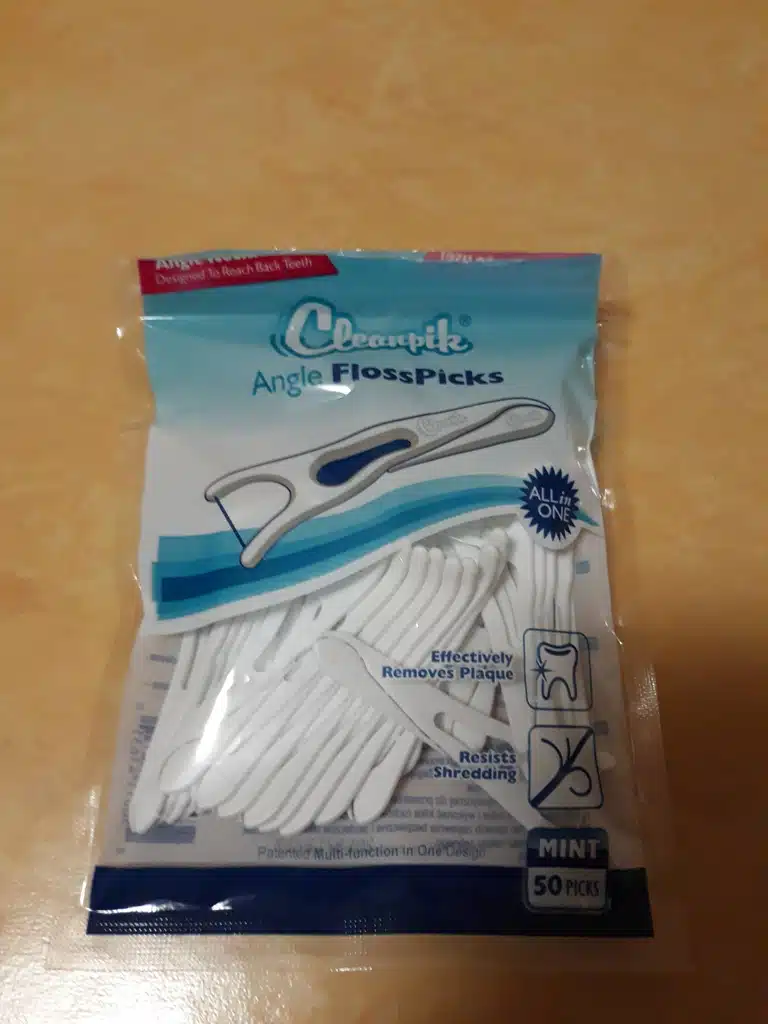 Angle
Designed To Reach Back Teeth
Cleanpik®
Angle FlossPicks
ALL in
ONE
Effectively
Removes Plaque
Resists
Shredding
Patented Multi-function in One Design
MINT
50 PICKS